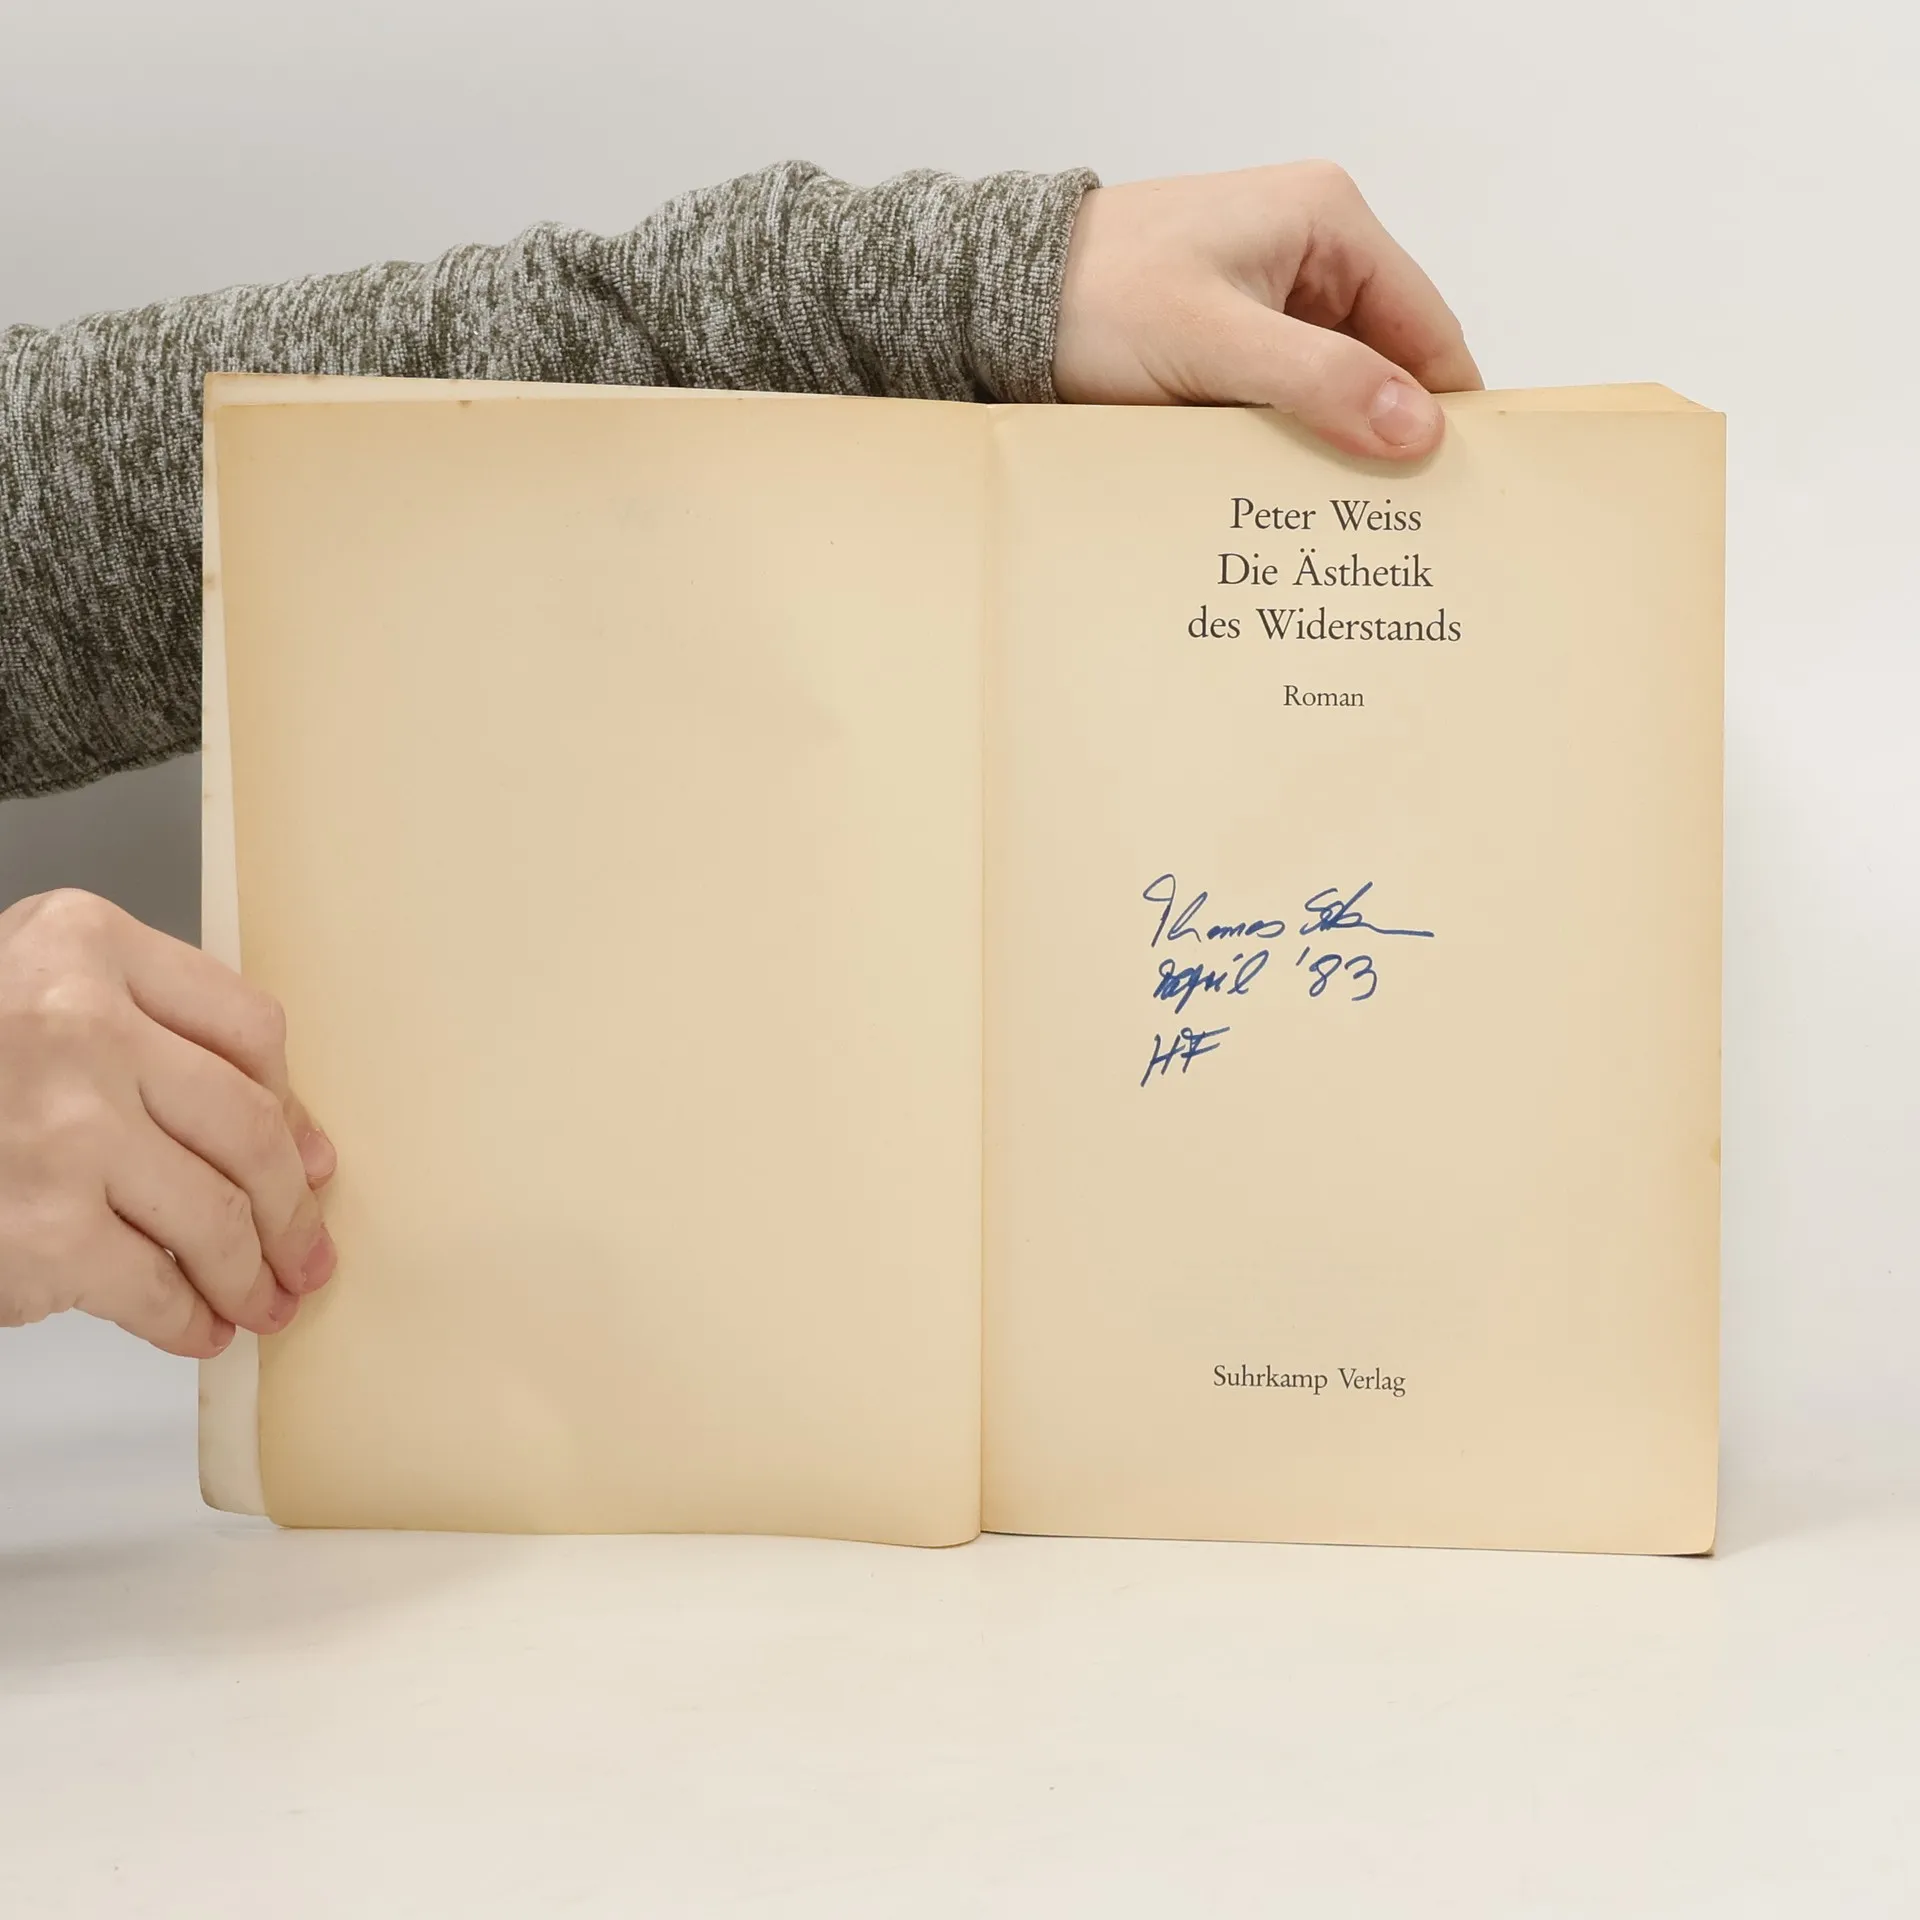 Peter Weiss
Die Ästhetik
des Widerstands
Roman
Thomas
April '83
HF
Suhrkamp Verlag